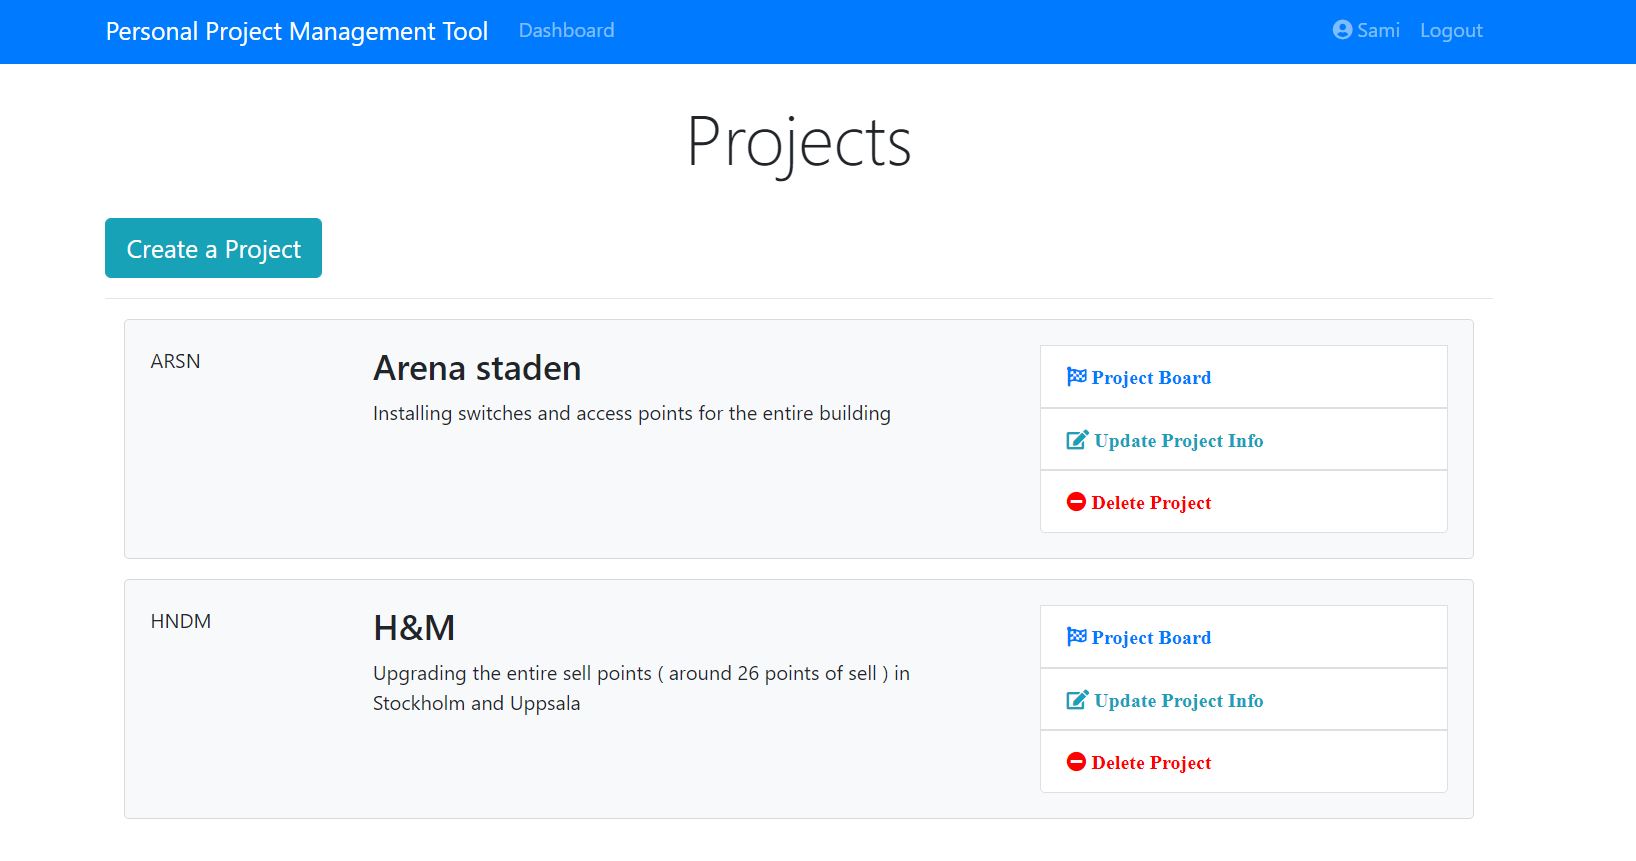 Personal Project Management Tool Dashboard Sami Logout
Projects
Create a Project
ARSN
Arena staden
Installing switches and access points for the entire building
Project Board
Update Project Info
Delete Project
HNDM
H&M
Upgrading the entire sell points ( around 26 points of sell ) in
Stockholm and Uppsala
Project Board
Update Project Info
Delete Project